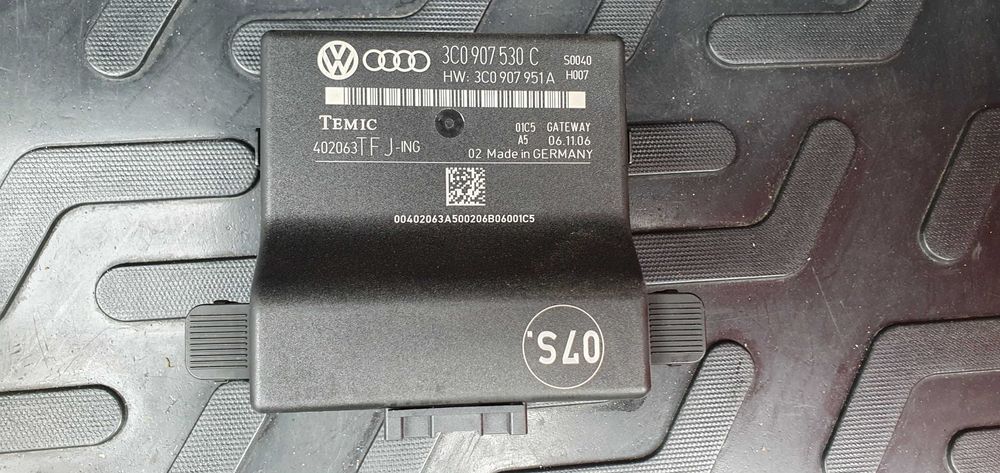 3C0 907 530 C S0040
HW: 3C0 907 951 A H007
TEMIC 01C5 GATEWAY
402063TFJ-ING A5 06.11.06
02 Made in GERMANY
00402063A500206B06001C5
07S.